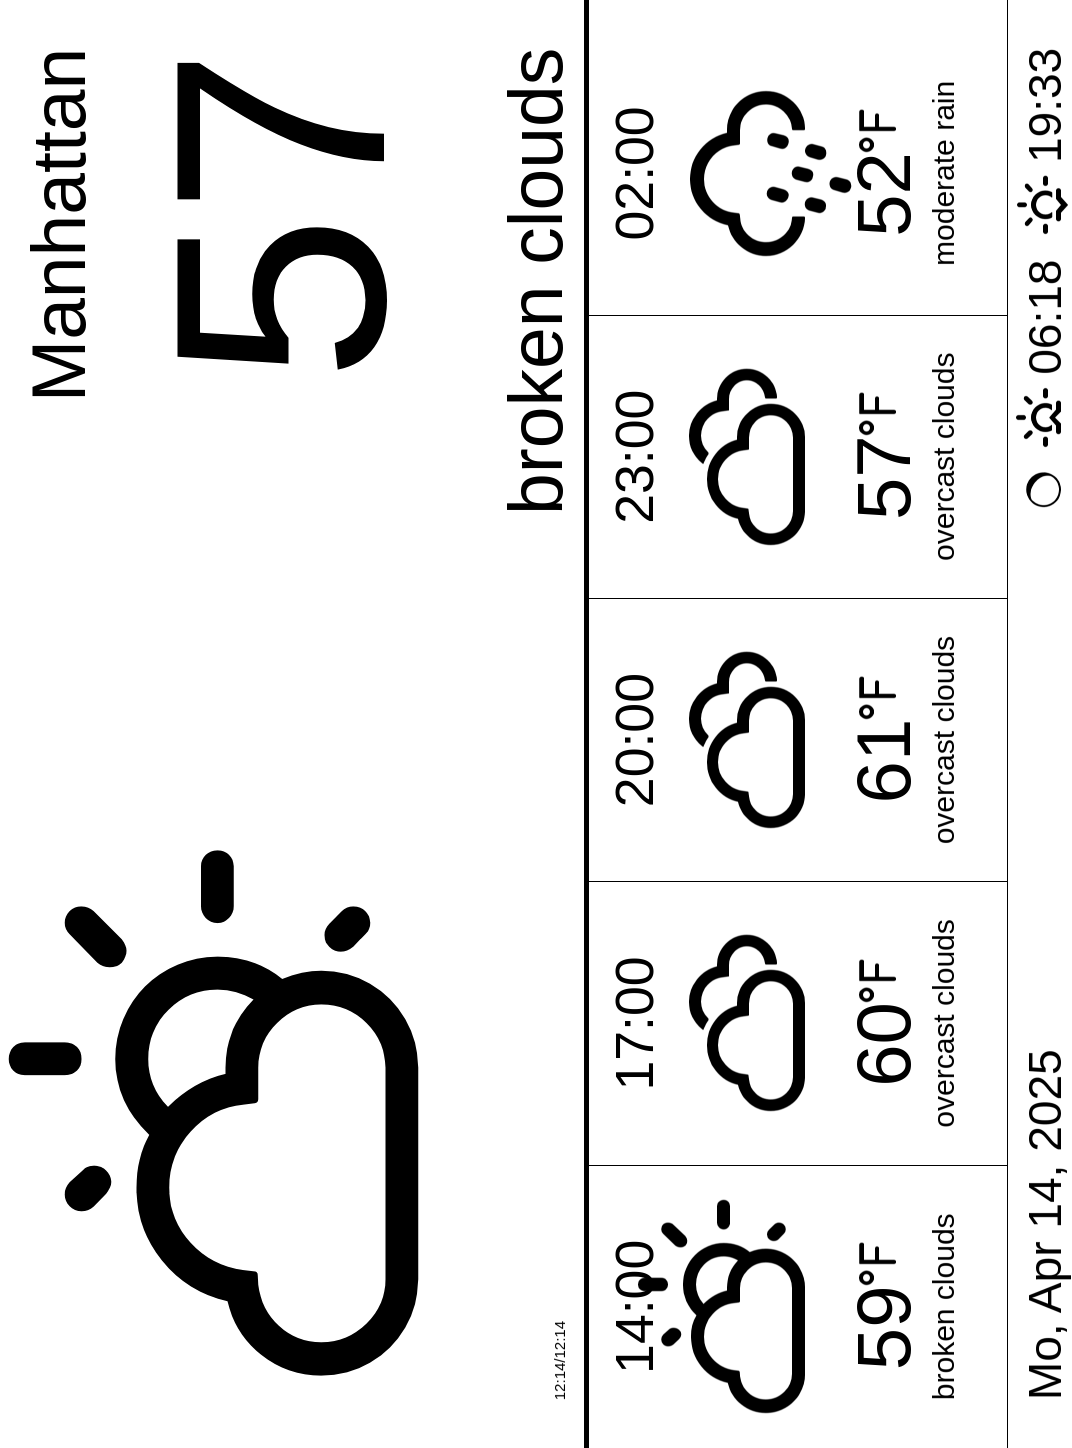 Manhattan
57
broken clouds
12:14/12:14
14:00 17:00 20:00 23:00 02:00
59°F 60°F 61°F 57°F 52°F
broken clouds overcast clouds overcast clouds overcast clouds moderate rain
Mo, Apr 14, 2025 06:18 19:33